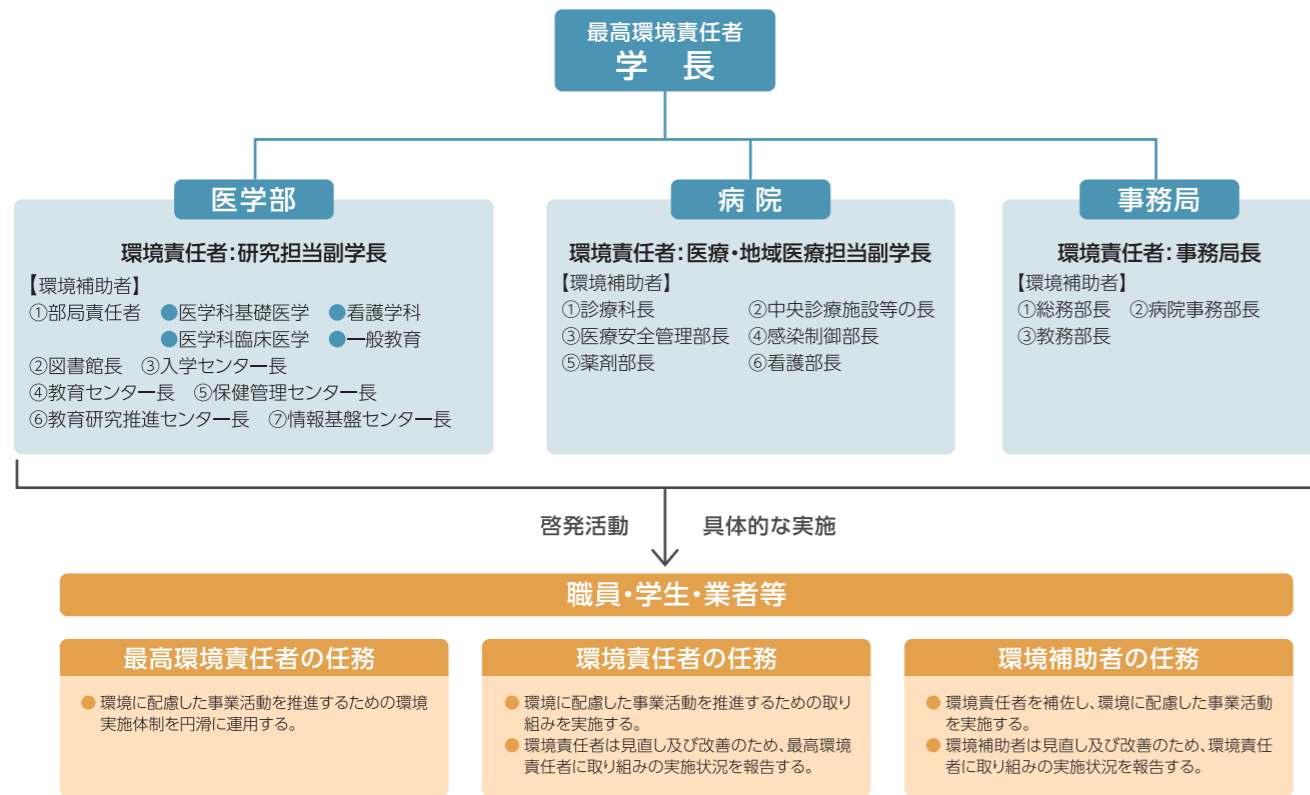 最高環境責任者
学　長
医学部
環境責任者：研究担当副学長
【環境補助者】
①部局責任者　●医学科基礎医学　●看護学科
●医学科臨床医学　●一般教育
②図書館長　③入学センター長
④教育センター長　⑤保健管理センター長
⑥教育研究推進センター長　⑦情報基盤センター長
病 院
環境責任者：医療・地域医療担当副学長
【環境補助者】
①診療科長　②中央診療施設等の長
③医療安全管理部長　④感染制御部長
⑤薬剤部長　⑥看護部長
事務局
環境責任者：事務局長
【環境補助者】
①総務部長　②病院事務部長
③教務部長
啓発活動　具体的な実施
職員・学生・業者等
最高環境責任者の任務
● 環境に配慮した事業活動を推進するための環境
実施体制を円滑に運用する。
環境責任者の任務
● 環境に配慮した事業活動を推進するための取り
組みを実施する。
● 環境責任者は見直し及び改善のため、最高環境
責任者に取り組みの実施状況を報告する。
環境補助者の任務
● 環境責任者を補佐し、環境に配慮した事業活動
を実施する。
● 環境補助者は見直し及び改善のため、環境責任
者に取り組みの実施状況を報告する。